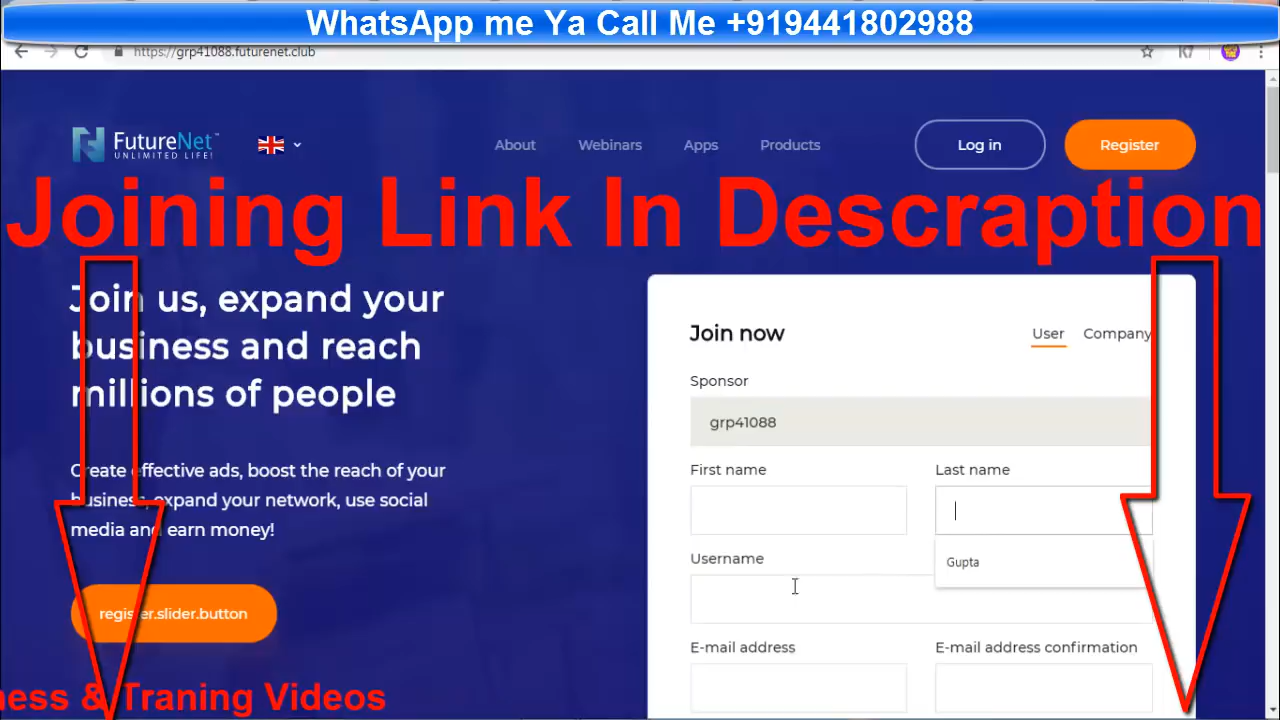 WhatsApp me Ya Call Me +919441802988
https://grp41088.futurenet.club
FutureNet™
UNLIMITED LIFE!
About
Webinars
Apps
Products
Log in
Register
Joining Link In Descraption
Join us, expand your
business and reach
millions of people
Create effective ads, boost the reach of your
business, expand your network, use social
media and earn money!
register.slider.button
Join now
User
Company
Sponsor
grp41088
First name
Last name
Gupta
Username
E-mail address
E-mail address confirmation
ness & Traning Videos